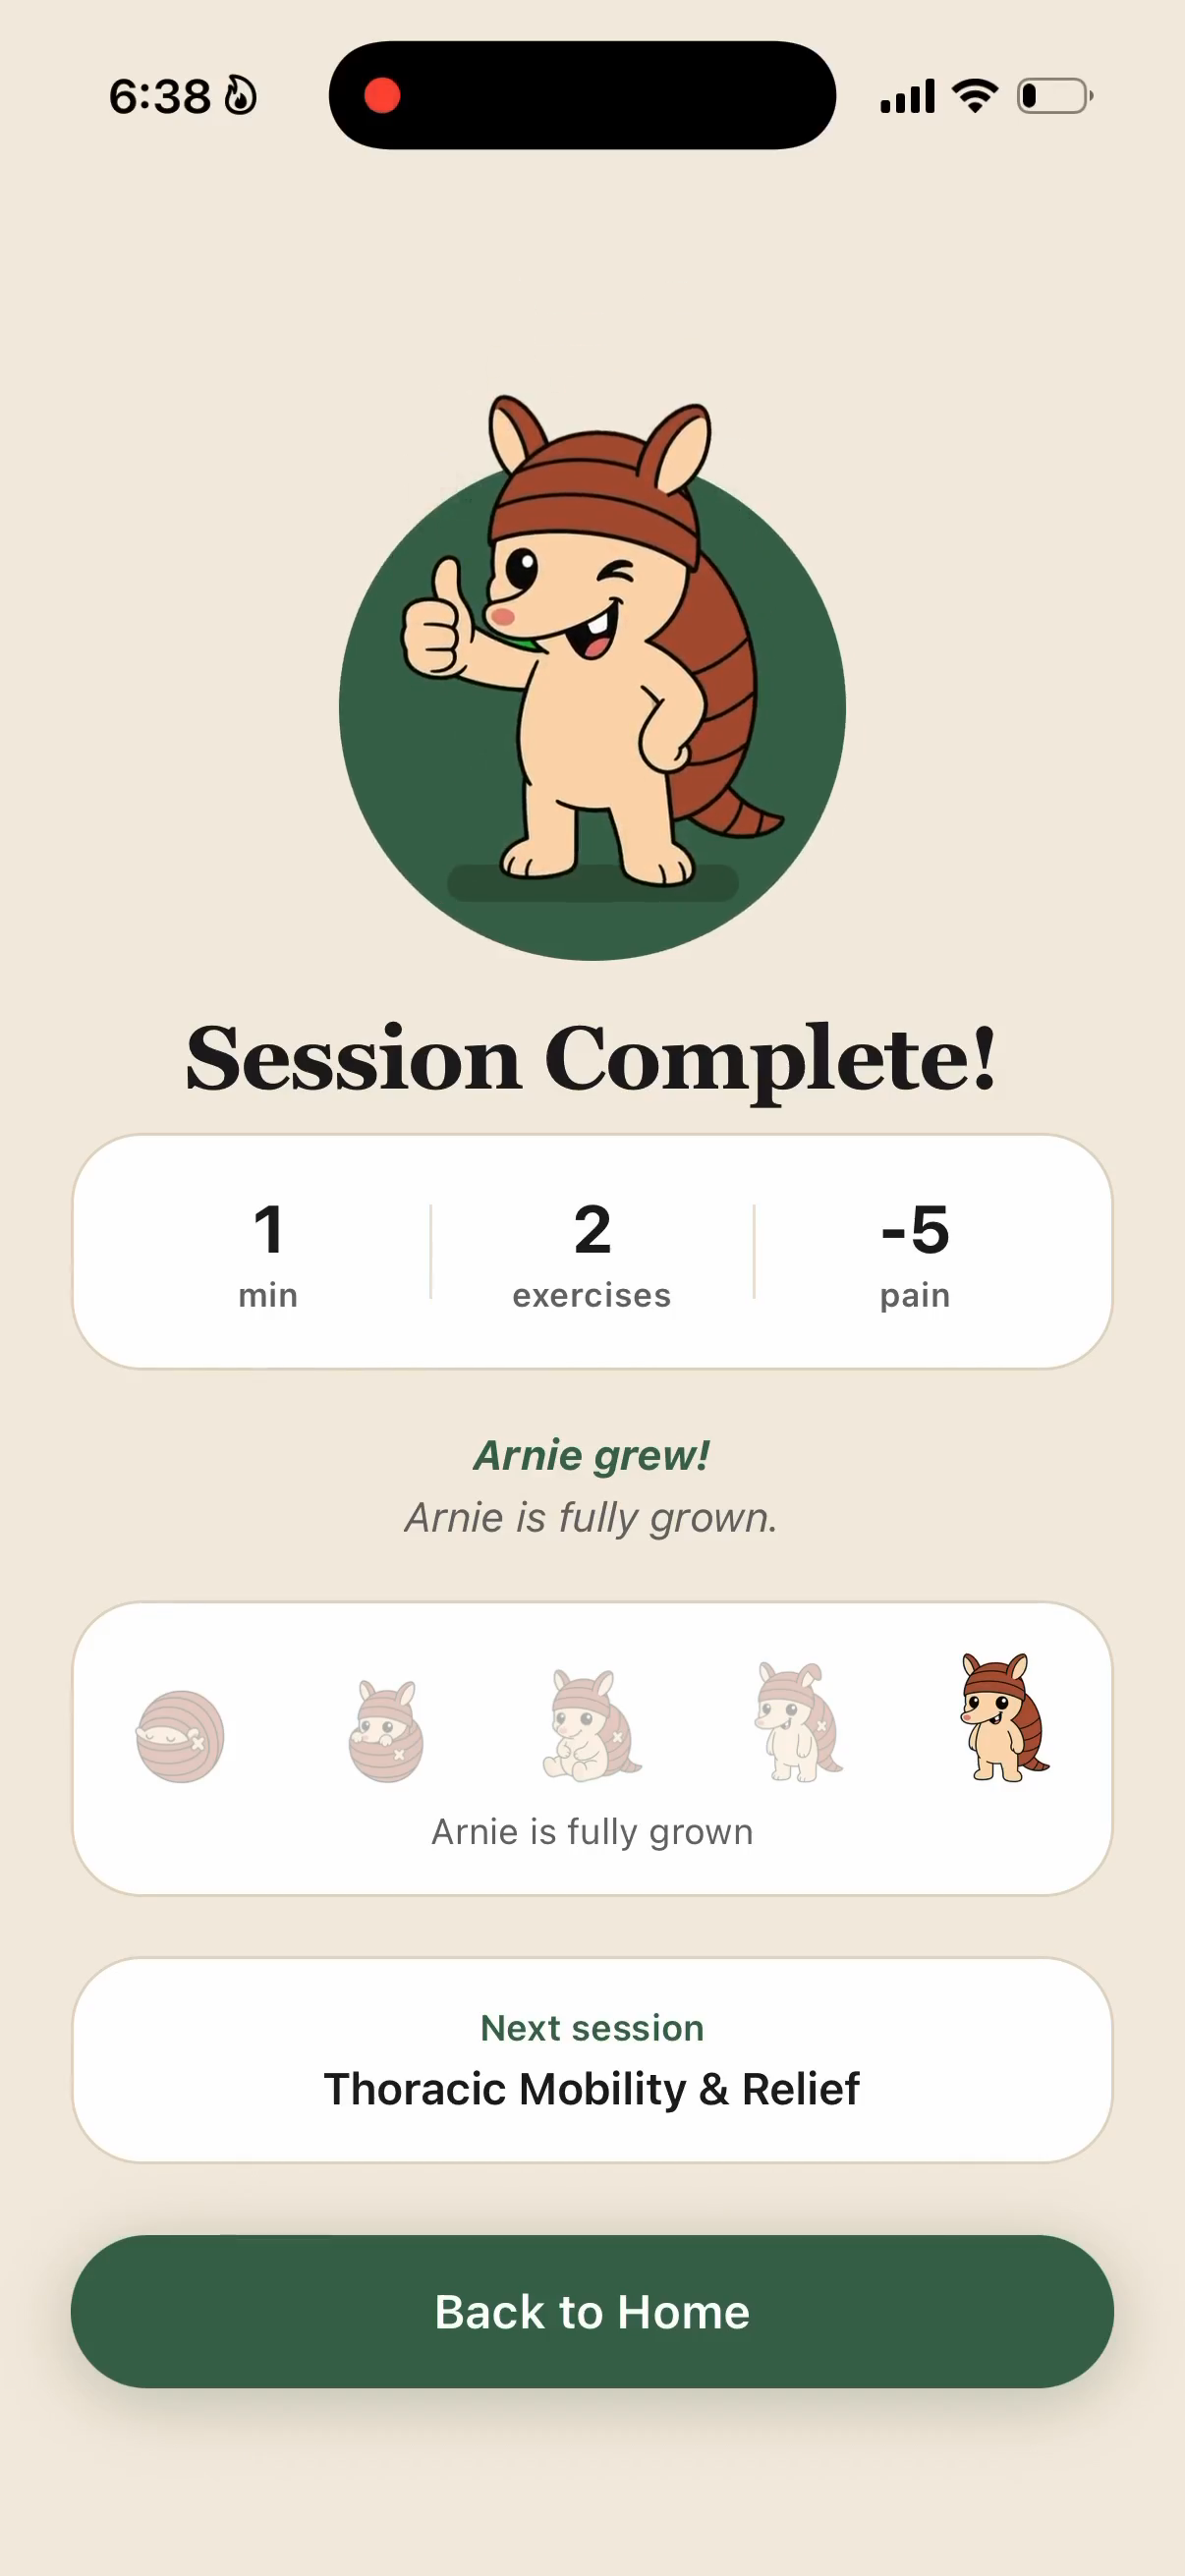 6:38
Session Complete!
1
min
2
exercises
-5
pain
Arnie grew!
Arnie is fully grown.
Arnie is fully grown
Next session
Thoracic Mobility & Relief
Back to Home